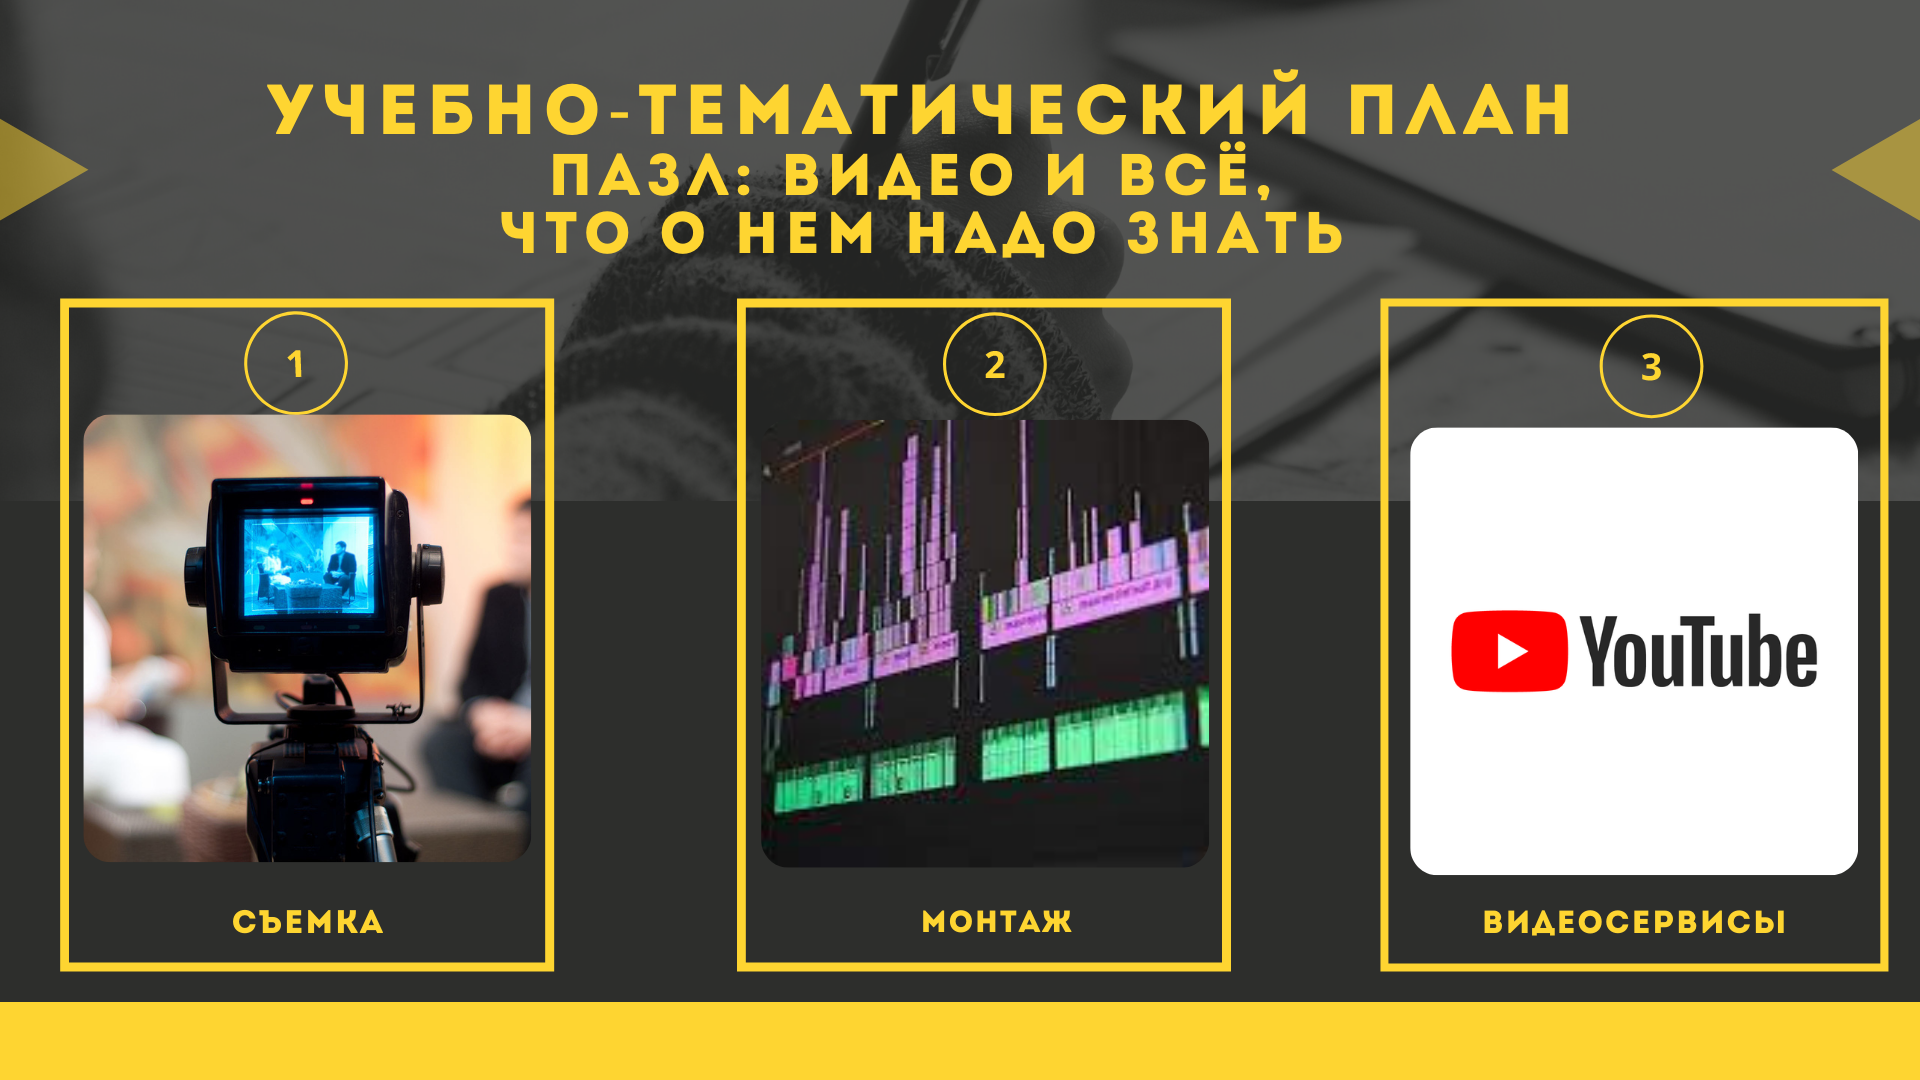 УЧЕБНО-ТЕМАТИЧЕСКИЙ ПЛАН
ПАЗЛ: ВИДЕО И ВСЁ,
ЧТО О НЕМ НАДО ЗНАТЬ
1
2
3
YouTube
СЪЕМКА
МОНТАЖ
ВИДЕОСЕРВИСЫ